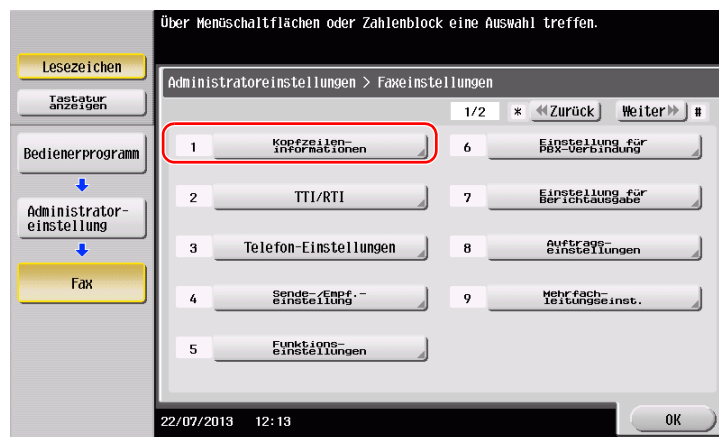 Über Menüschaltflächen oder Zahlenblock eine Auswahl treffen.
Lesezeichen
Tastatur
anzeigen
Bedienerprogramm
Administrator-
einstellung
Fax
Administratoreinstellungen > Faxeinstellungen
1/2 * Zurück Weiter #
1 Kopfzeilen-
informationen
2 TTI/RTI
3 Telefon-Einstellungen
4 Sende-/Empf.-
einstellung
5 Funktions-
einstellungen
6 Einstellung für
PBX-Verbindung
7 Einstellung für
Berichtausgabe
8 Auftrags-
einstellungen
9 Mehrfach-
leitungseinst.
22/07/2013 12:13
OK